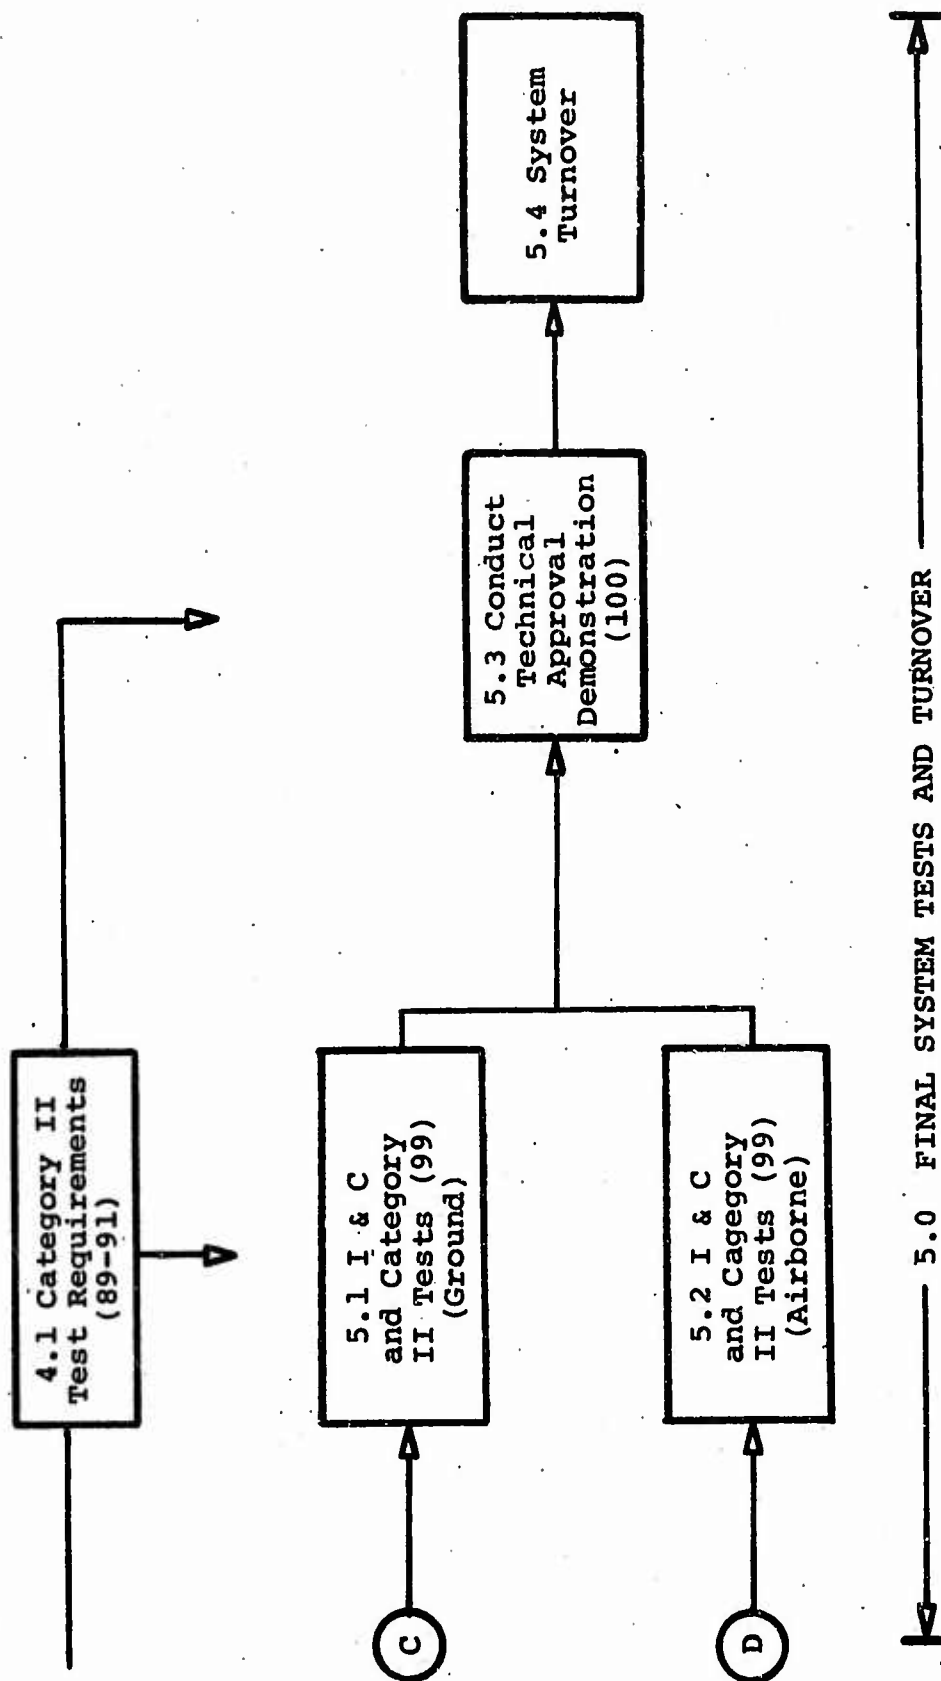 4.1 Category II
Test Requirements
(89-91)
5.1 I & C
and Category
II Tests (99)
(Ground)
5.2 I & C
and Cagegory
II Tests (99)
(Airborne)
5.3 Conduct
Technical
Approval
Demonstration
(100)
5.4 System
Turnover
C
D
5.0 FINAL SYSTEM TESTS AND TURNOVER